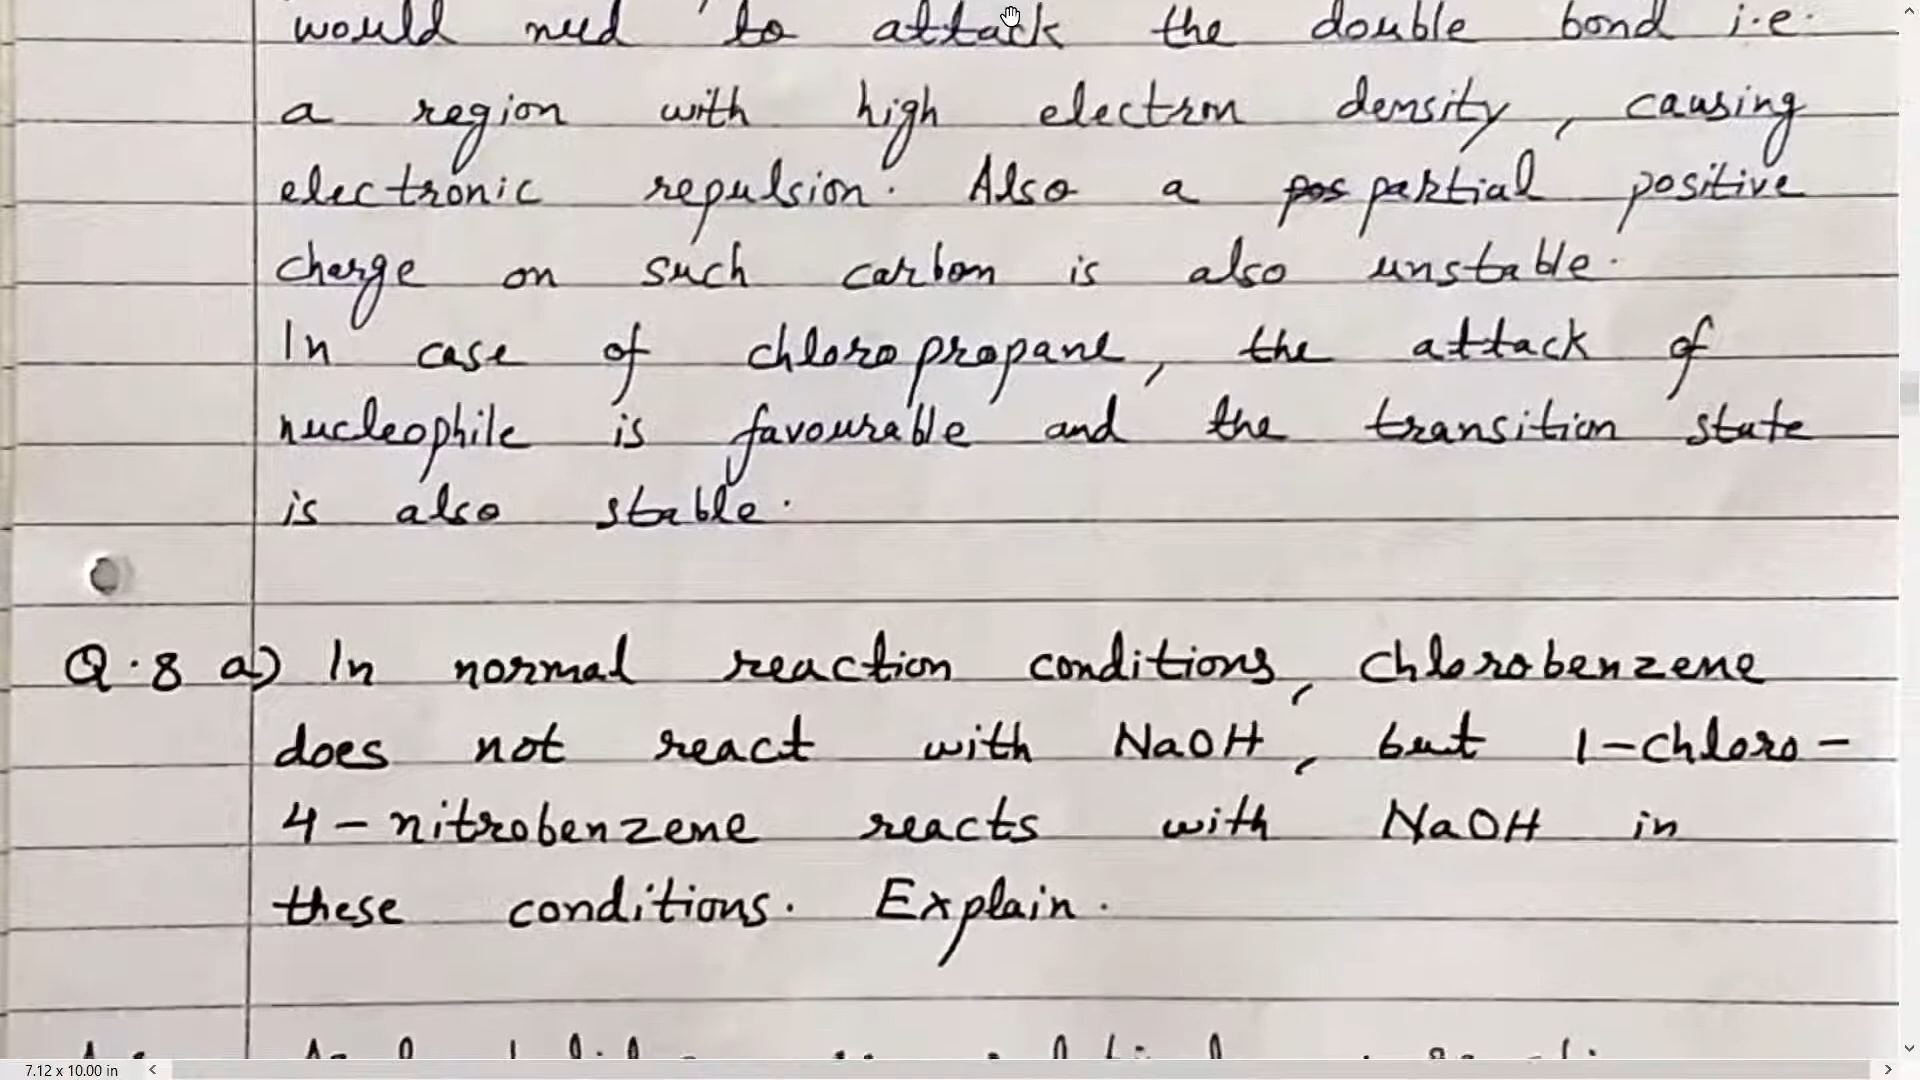 would need to attack the double bond i.e.
a region with high electron density, causing
electronic repulsion. Also a pos partial positive
charge on such carbon is also unstable.
In case of chloropropane, the attack of
nucleophile is favourable and the transition state
is also stable.
Q.8 a) In normal reaction conditions, chlorobenzene
does not react with NaOH, but 1-chloro-
4-nitrobenzene reacts with NaOH in
these conditions. Explain.
7.12 x 10.00 in